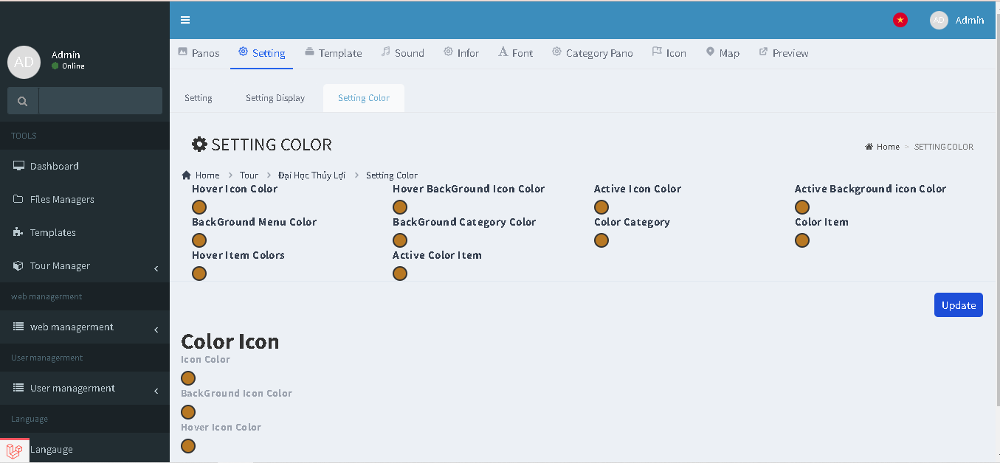 AD Admin
AD
Admin
Online
Panos Setting Template Sound Infor Font Category Pano Icon Map Preview
Setting Setting Display Setting Color
TOOLS
Dashboard
Files Managers
Templates
Tour Manager
web managerment
web managerment
User managerment
User managerment
Language
Langauge
SETTING COLOR
Home > SETTING COLOR
Home > Tour > Đại Học Thủy Lợi > Setting Color
Hover Icon Color Hover BackGround Icon Color Active Icon Color Active Background icon Color
BackGround Menu Color BackGround Category Color Color Category Color Item
Hover Item Colors Active Color Item
Update
Color Icon
Icon Color
BackGround Icon Color
Hover Icon Color